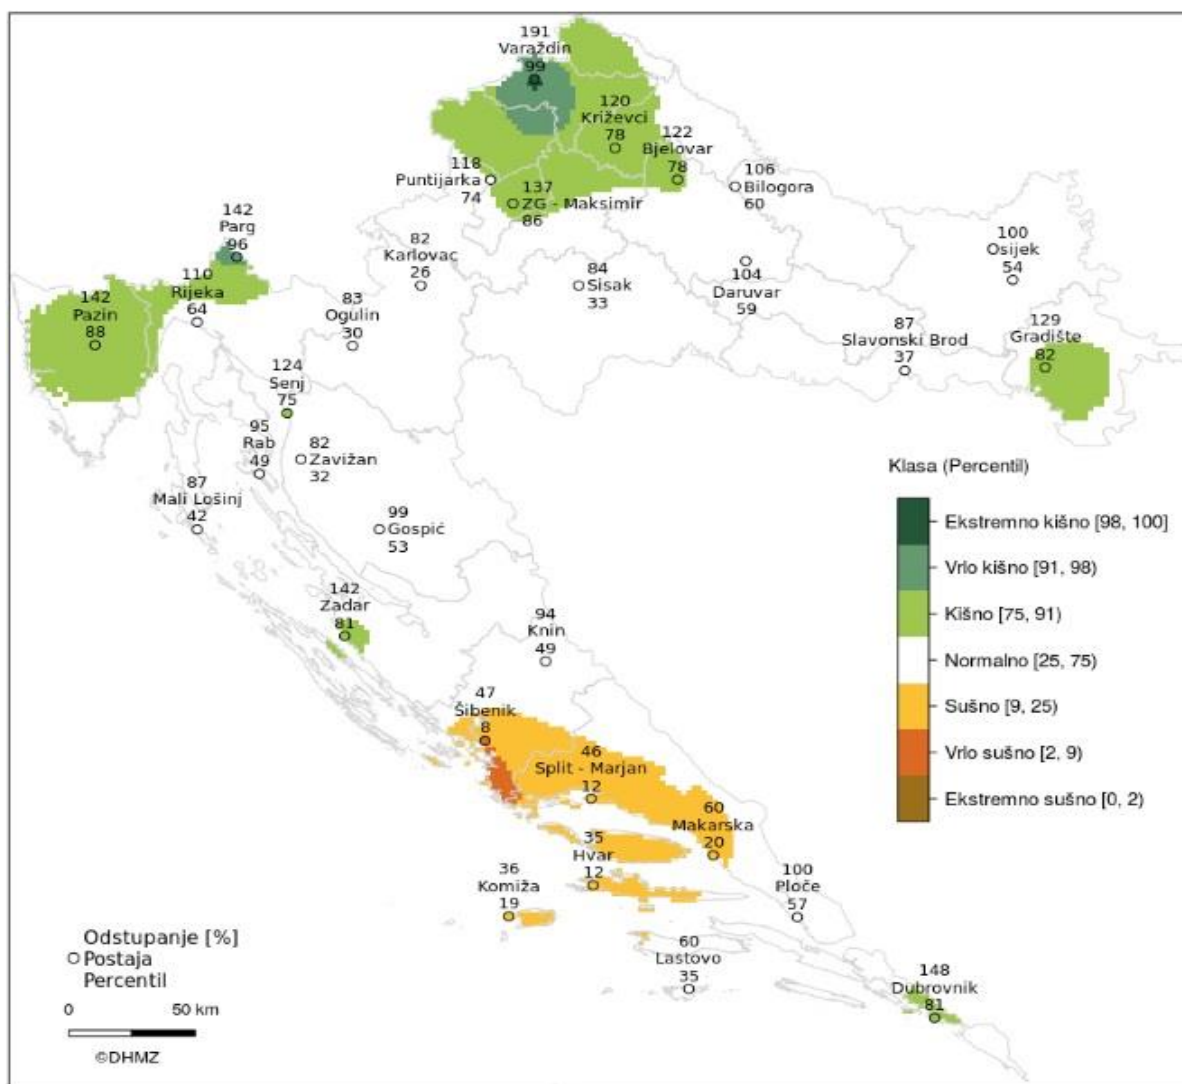 191
Varaždin
99
120
Križevci
78
122
Bjelovar
78
118
Puntijarka
74
137
ZG - Maksimir
86
106
Bilogora
60
142
Parg
96
82
Karlovac
26
84
Sisak
33
104
Daruvar
59
100
Osijek
54
110
Rijeka
64
142
Pazin
88
83
Ogulin
30
87
Slavonski Brod
37
129
Gradište
82
124
Senj
75
95
Rab
49
82
Zavižan
32
87
Mali Lošinj
42
99
Gospić
53
142
Zadar
81
94
Knin
49
47
Šibenik
8
46
Split - Marjan
12
60
Makarska
20
35
Hvar
12
36
Komiža
19
100
Ploče
57
60
Lastovo
35
148
Dubrovnik
81
Klasa (Percentil)
Ekstremno kišno [98, 100]
Vrlo kišno [91, 98)
Kišno [75, 91)
Normalno [25, 75)
Sušno [9, 25)
Vrlo sušno [2, 9)
Ekstremno sušno [0, 2)
Odstupanje [%]
Postaja
Percentil
0 50 km
©DHMZ